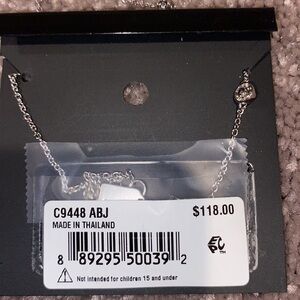 C9448 ABJ $118.00
MADE IN THAILAND
8 89295 50039 2
Not intended for children 15 and under